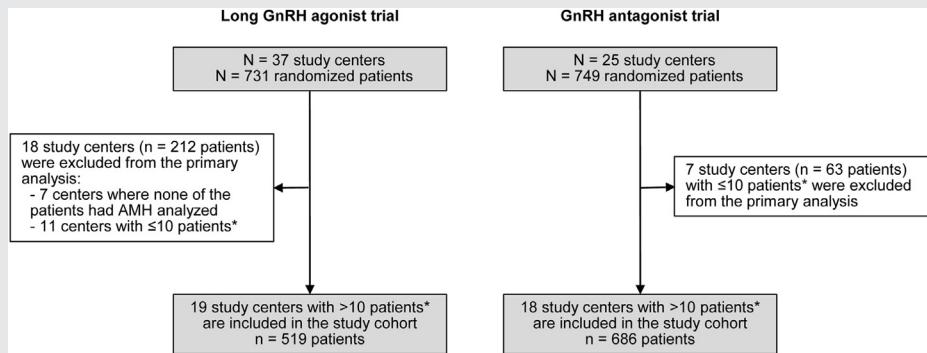 Long GnRH agonist trial
N = 37 study centers
N = 731 randomized patients
18 study centers (n = 212 patients)
were excluded from the primary
analysis:
- 7 centers where none of the
patients had AMH analyzed
- 11 centers with ≤10 patients*
19 study centers with >10 patients*
are included in the study cohort
n = 519 patients
GnRH antagonist trial
N = 25 study centers
N = 749 randomized patients
7 study centers (n = 63 patients)
with ≤10 patients* were excluded
from the primary analysis
18 study centers with >10 patients*
are included in the study cohort
n = 686 patients